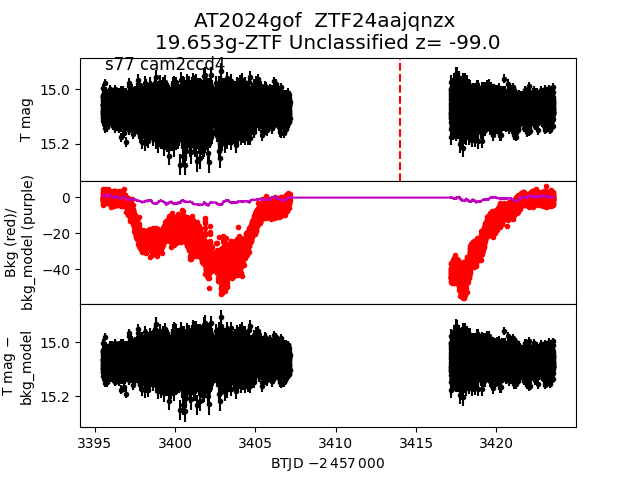 AT2024gof  ZTF24aajqnzx
19.653g-ZTF Unclassified z= -99.0
s77 cam2ccd4
T mag
15.0
15.2
Bkg (red)/
bkg_model (purple)
0
−20
−40
T mag −
bkg_model
15.0
15.2
3395 3400 3405 3410 3415 3420
BTJD −2 457 000